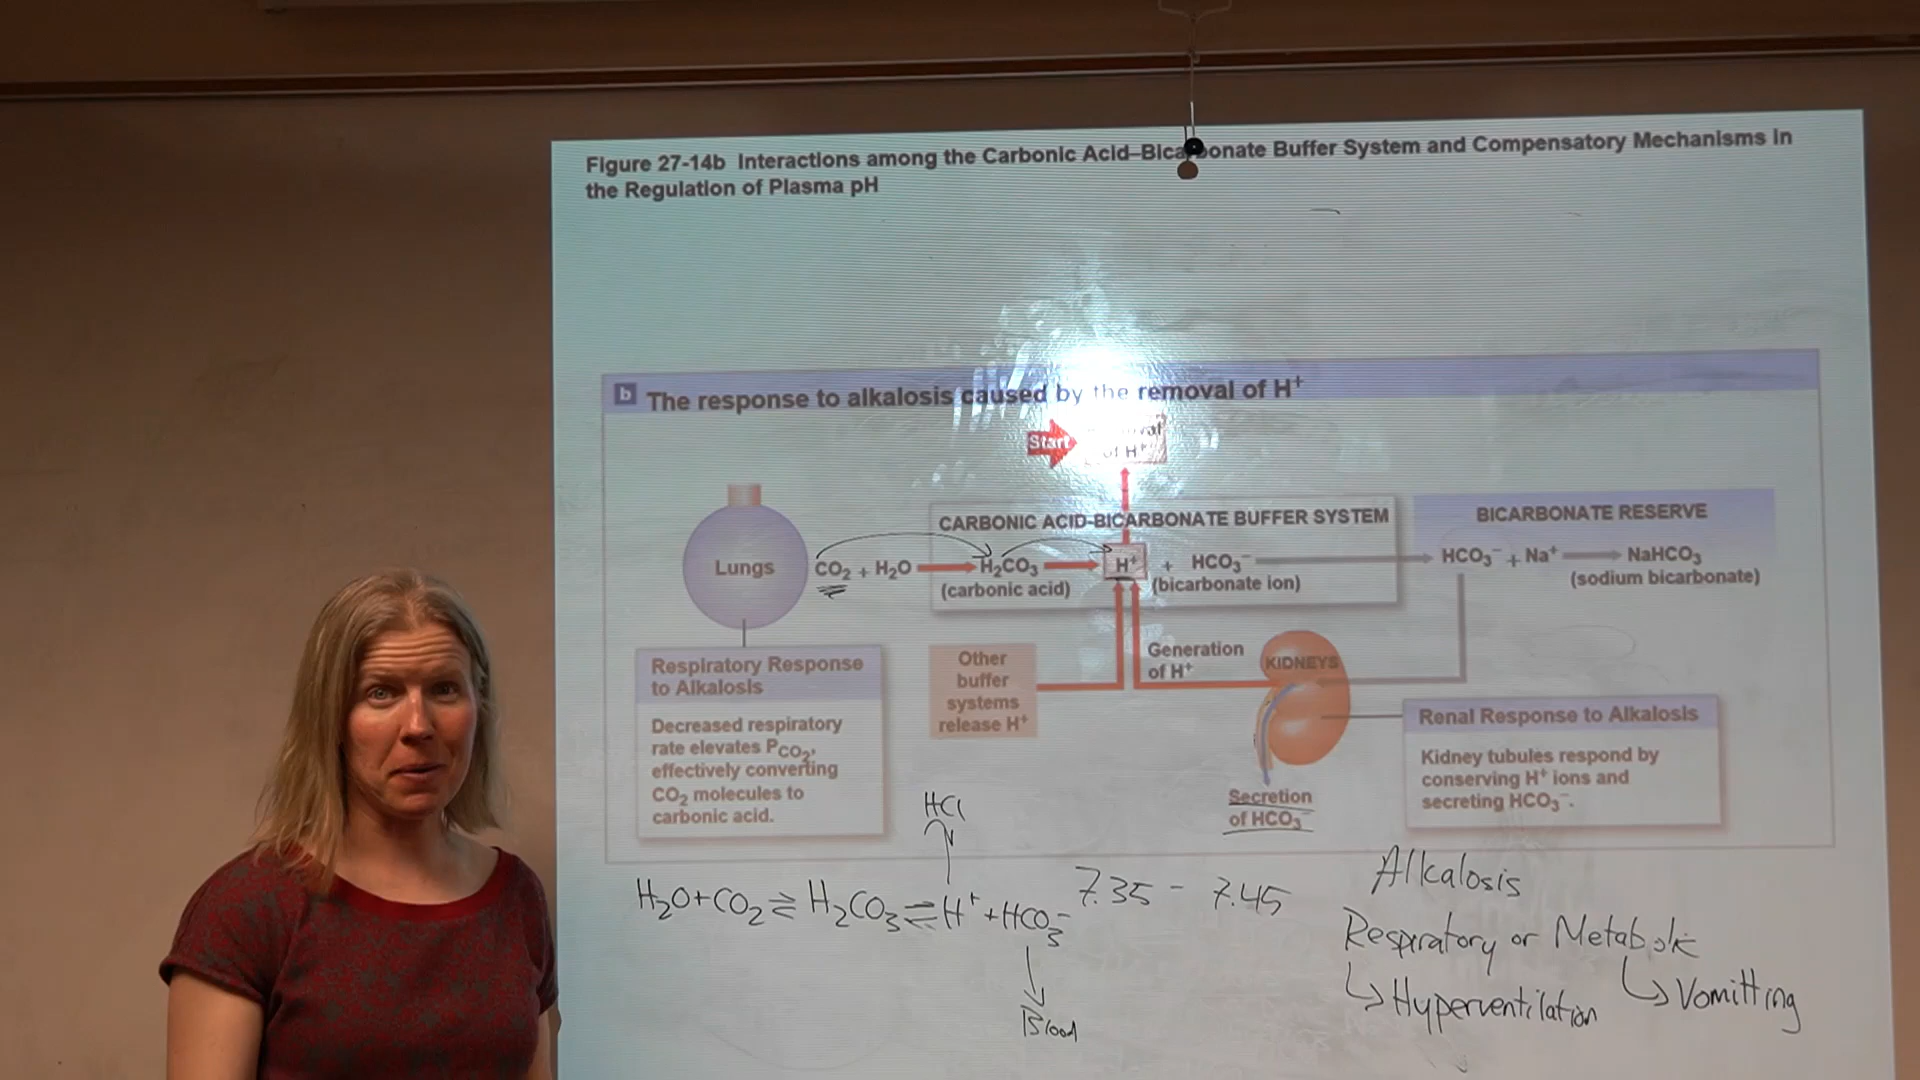 Figure 27-14b Interactions among the Carbonic Acid–Bicarbonate Buffer System and Compensatory Mechanisms in
the Regulation of Plasma pH
b The response to alkalosis caused by the removal of H⁺
Start
of H⁺
CARBONIC ACID-BICARBONATE BUFFER SYSTEM
BICARBONATE RESERVE
Lungs
CO₂ + H₂O
H₂CO₃
H⁺ + HCO₃⁻
HCO₃⁻ + Na⁺
NaHCO₃
(carbonic acid)
(bicarbonate ion)
(sodium bicarbonate)
Respiratory Response
to Alkalosis
Decreased respiratory
rate elevates PCO₂,
effectively converting
CO₂ molecules to
carbonic acid.
Other
buffer
systems
release H⁺
Generation
of H⁺
KIDNEYS
Secretion
of HCO₃⁻
Renal Response to Alkalosis
Kidney tubules respond by
conserving H⁺ ions and
secreting HCO₃⁻.
HCl
H₂O+CO₂ ⇌ H₂CO₃ ⇌ H⁺ + HCO₃⁻
Blood
7.35 - 7.45
Alkalosis
Respiratory or Metabolic
↳ Hyperventilation
↳ Vomitting